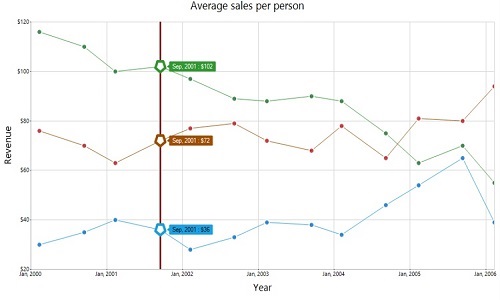 Average sales per person
$120
$100
$80
$60
$40
$20
Revenue
Sep, 2001 : $102
Sep, 2001 : $72
Sep, 2001 : $36
Jan, 2000 Jan, 2001 Jan, 2002 Jan, 2003 Jan, 2004 Jan, 2005 Jan, 2006
Year